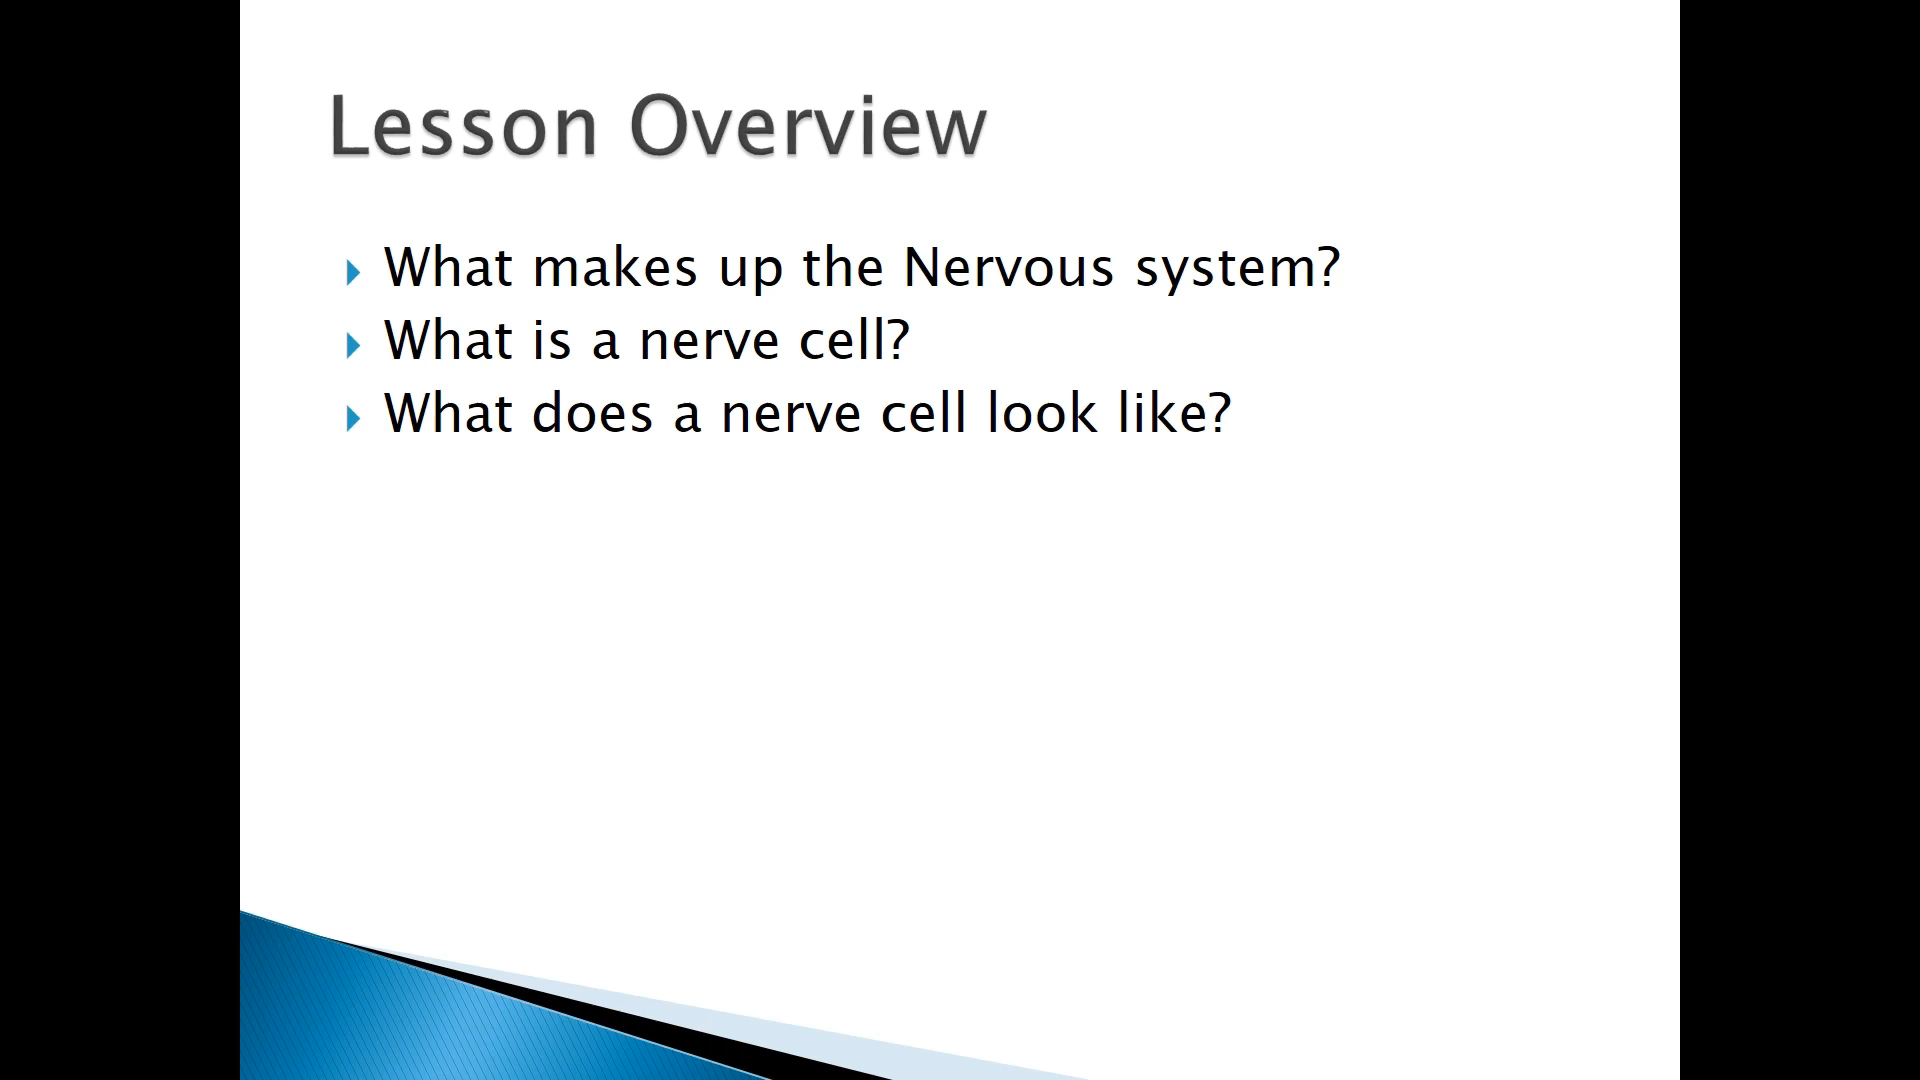 Lesson Overview
What makes up the Nervous system?
What is a nerve cell?
What does a nerve cell look like?